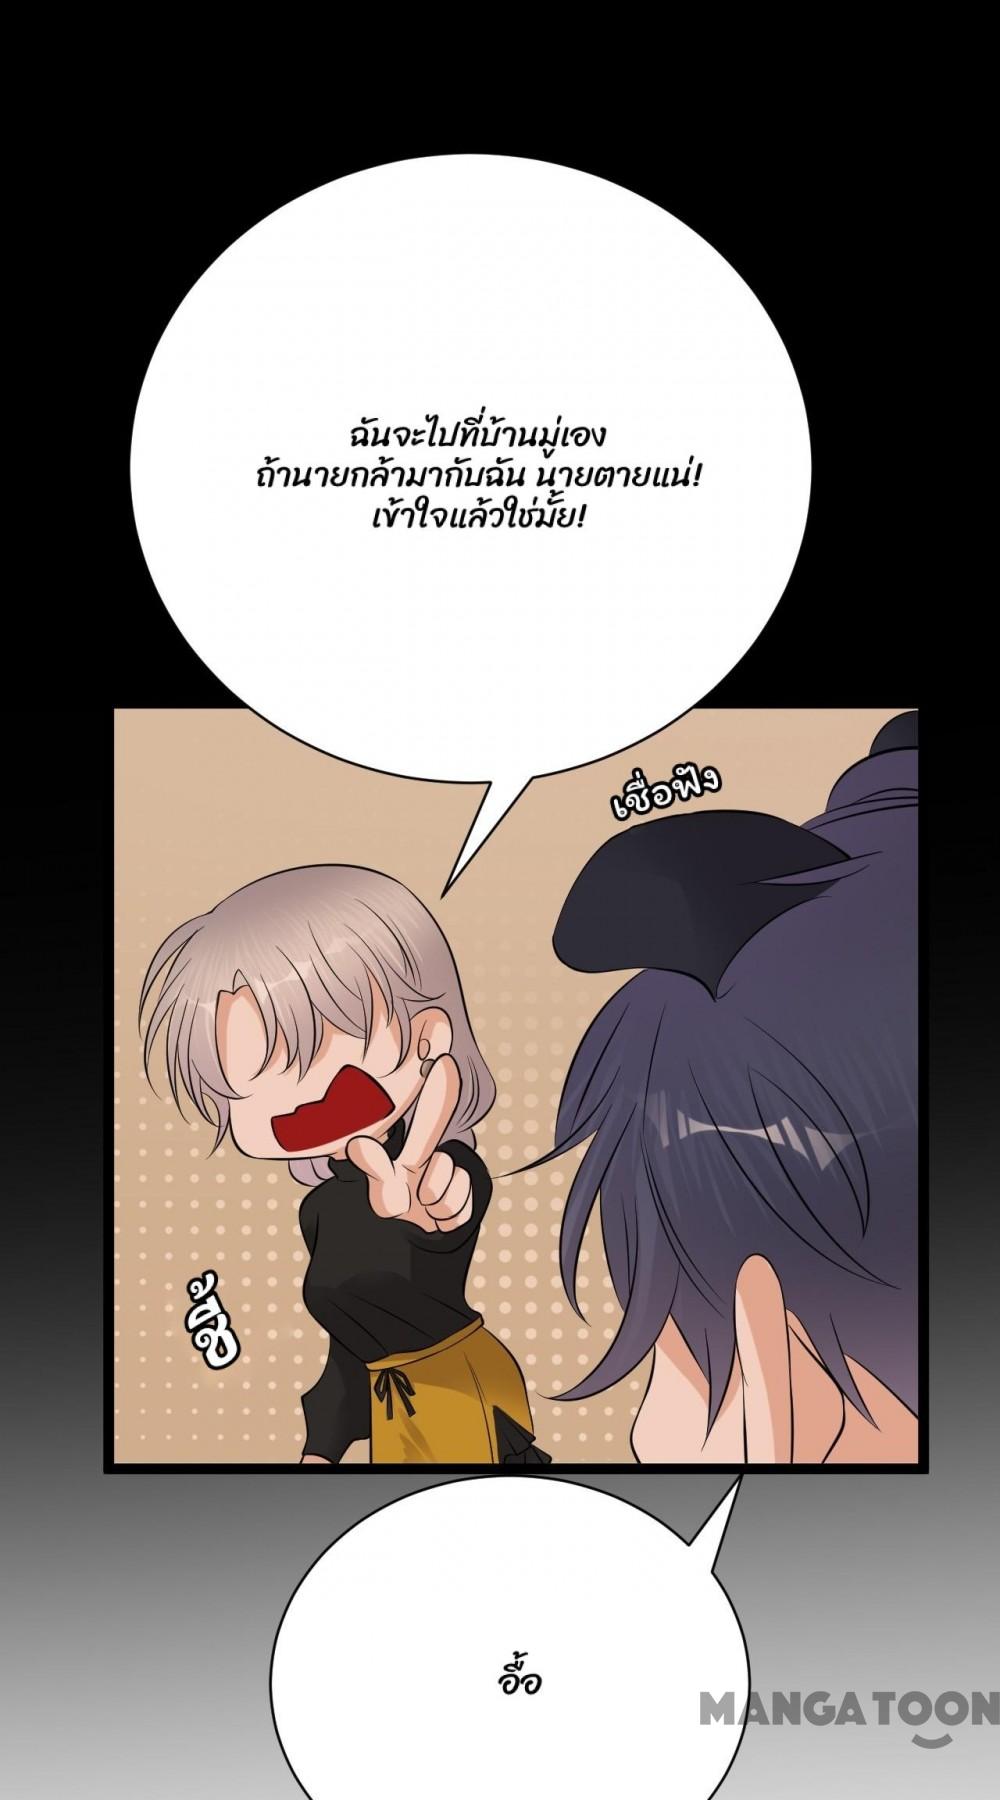 ฉันจะไปที่บ้านมู่เอง
ถ้านายกล้ามากับฉัน นายตายแน่!
เข้าใจแล้วใช่มั้ย!
เชื่อฟัง
ชี้
อื้อ
MANGATOON